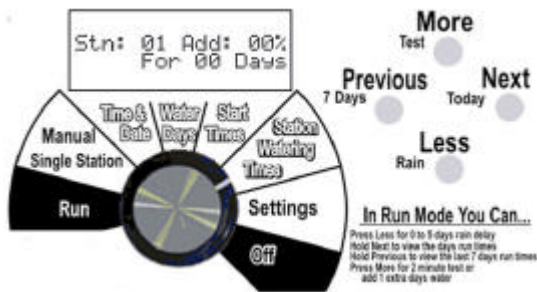 Stn: 01 Add: 00%
For 00 Days
Time & Date
Water Days
Start Times
Station Watering Times
Manual
Single Station
Run
Settings
Off
More
Test
Previous
7 Days
Next
Today
Less
Rain
In Run Mode You Can...
Press Less for 0 to 5 days rain delay
Hold Next to view the days run times
Hold Previous to view the last 7 days run times
Press More for 2 minute test or
add 1 extra days water